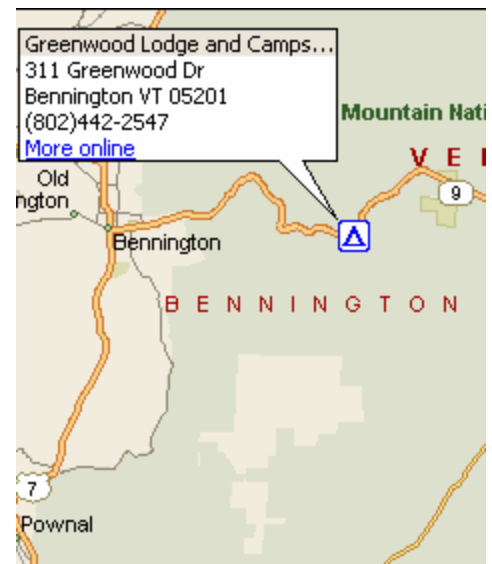 Greenwood Lodge and Camps...
311 Greenwood Dr
Bennington VT 05201
(802)442-2547
More online
Mountain Nati
V E
9
Old
ngton
Bennington
B E N N I N G T O N
7
Pownal